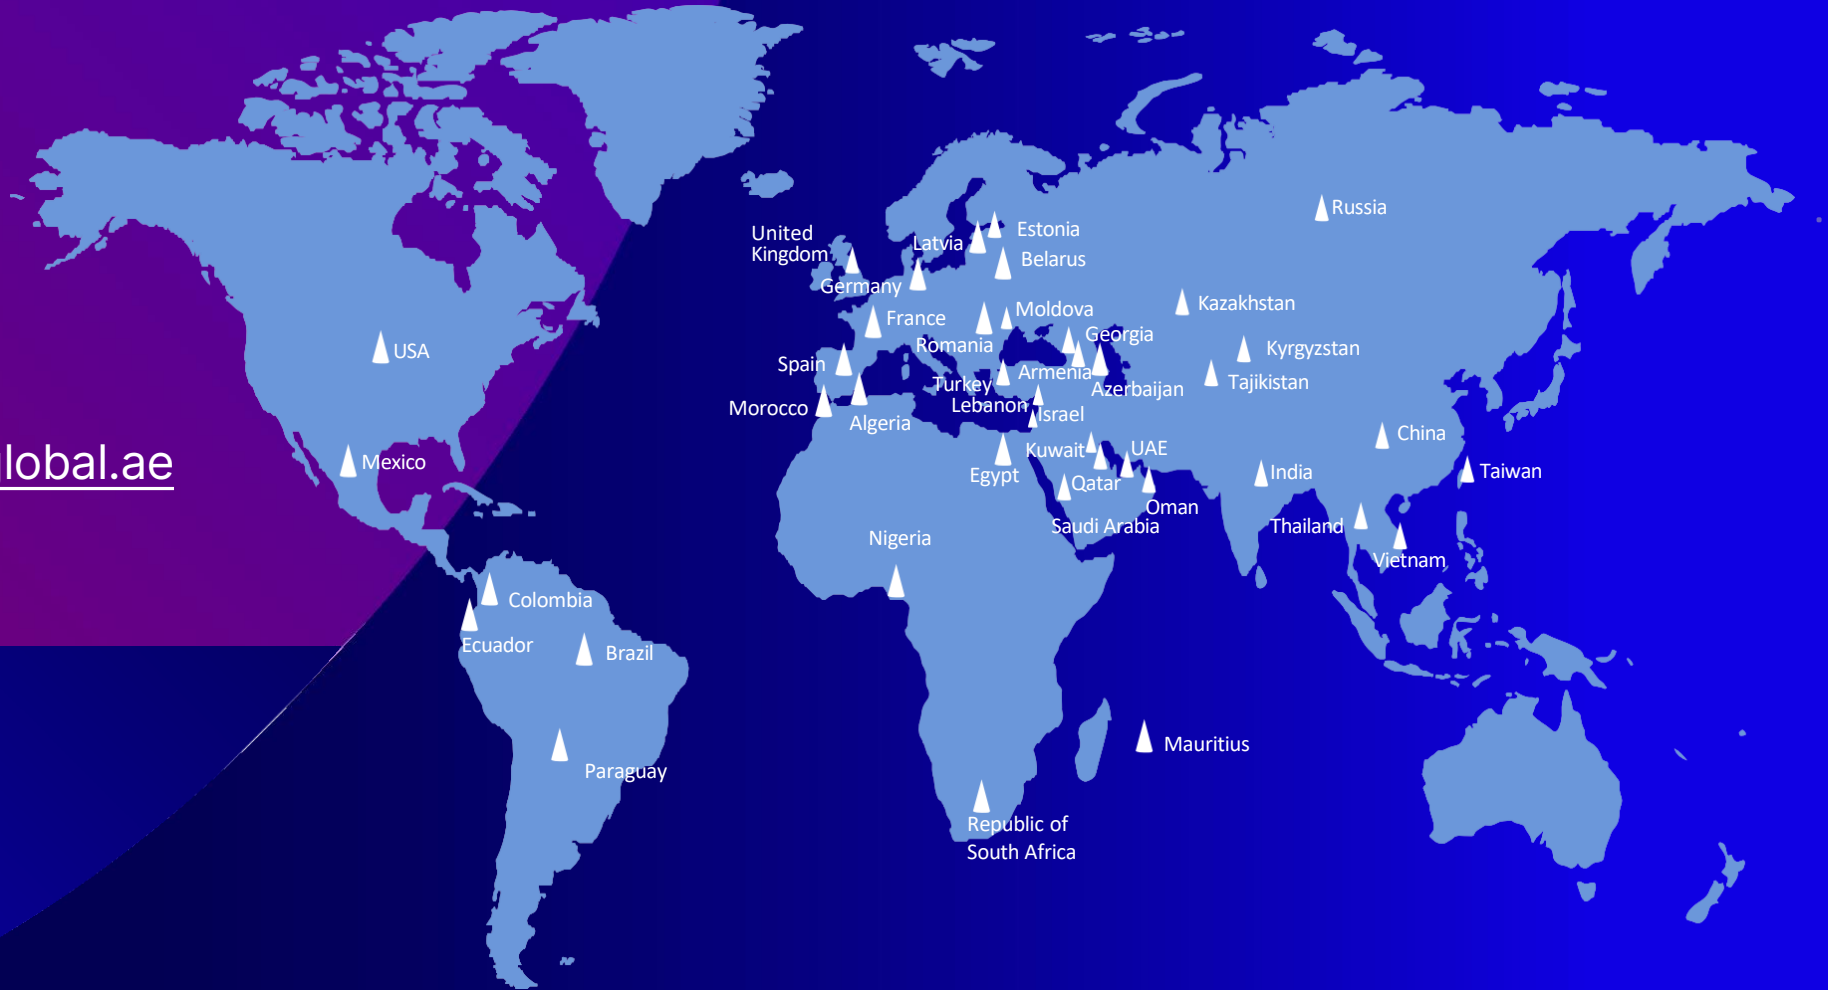 Russia
Estonia
United
Kingdom
Latvia
Belarus
Germany
Kazakhstan
Moldova
France
Georgia
Romania
Kyrgyzstan
USA
Spain
Armenia
Tajikistan
Turkey
Azerbaijan
Lebanon
Morocco
Israel
Algeria
China
UAE
Kuwait
lobal.ae
Mexico
Taiwan
India
Egypt
Qatar
Oman
Saudi Arabia
Thailand
Nigeria
Vietnam
Colombia
Ecuador
Brazil
Mauritius
Paraguay
Republic of
South Africa